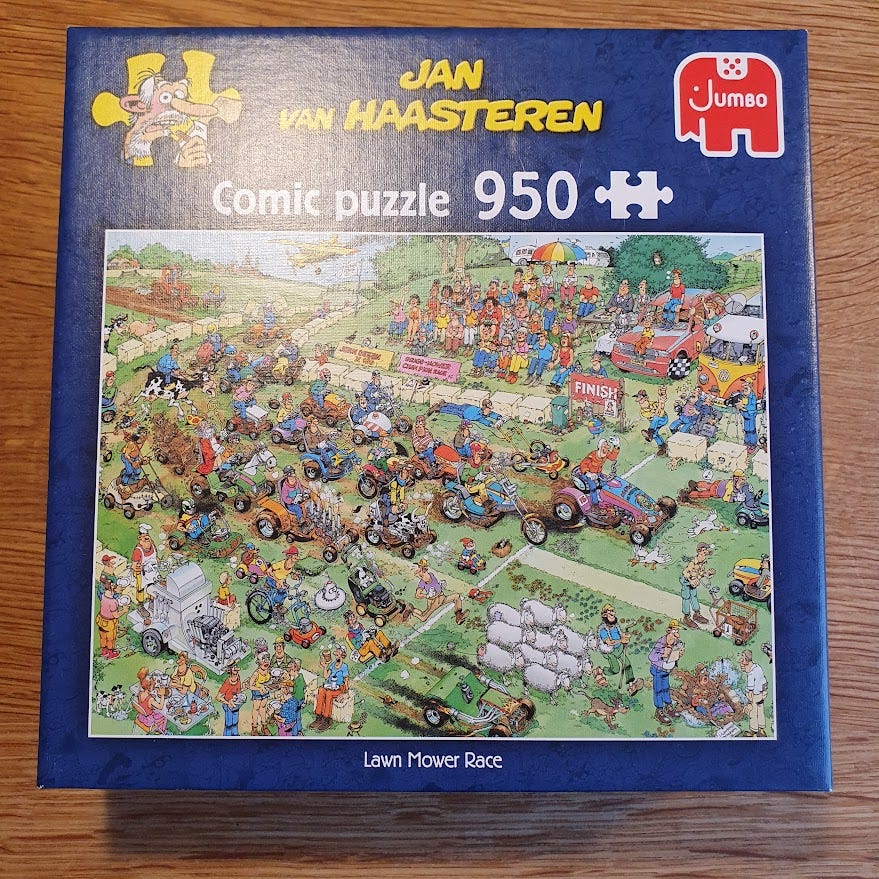 JAN
VAN HAASTEREN
Jumbo
Comic puzzle 950
FINISH
Lawn Mower Race